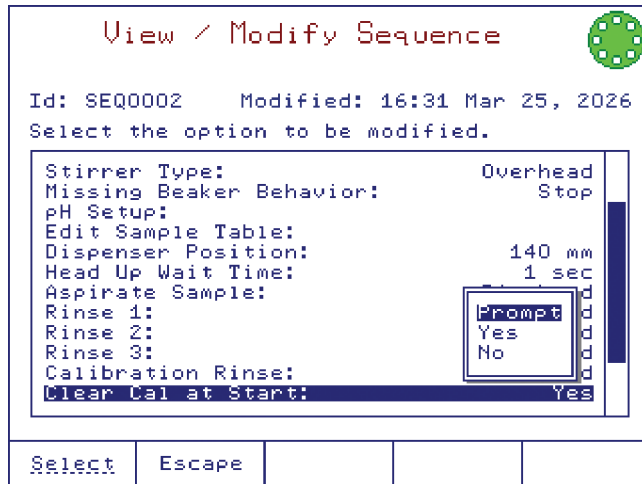 View / Modify Sequence
Id: SEQ0002 Modified: 16:31 Mar 25, 2026
Select the option to be modified.
Stirrer Type: Overhead
Missing Beaker Behavior: Stop
pH Setup:
Edit Sample Table:
Dispenser Position: 140 mm
Head Up Wait Time: 1 sec
Aspirate Sample:
Rinse 1:
Rinse 2:
Rinse 3:
Calibration Rinse:
Clear Cal at Start: Yes
Prompt
Yes
No
Select Escape